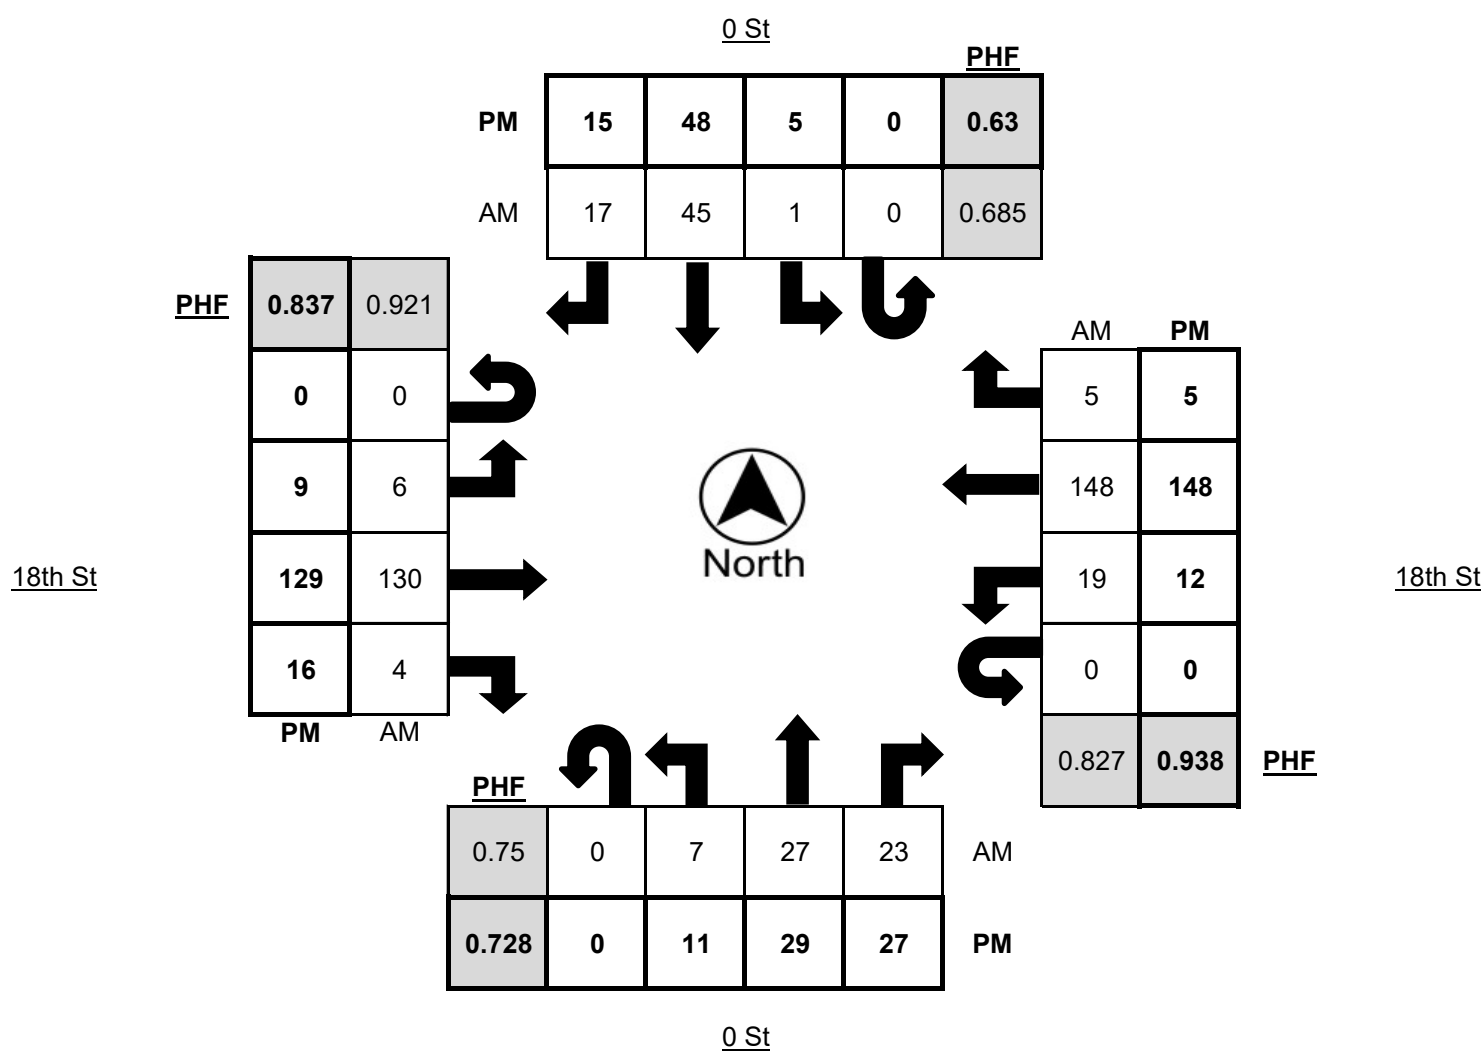 0 St
PHF
PM 15 48 5 0 0.63
AM 17 45 1 0 0.685
PHF 0.837 0.921
AM PM
0 0 5 5
9 6 148 148
North
18th St 129 130 19 12 18th St
16 4 0 0
PM AM
0.827 0.938 PHF
PHF
0.75 0 7 27 23 AM
0.728 0 11 29 27 PM
0 St